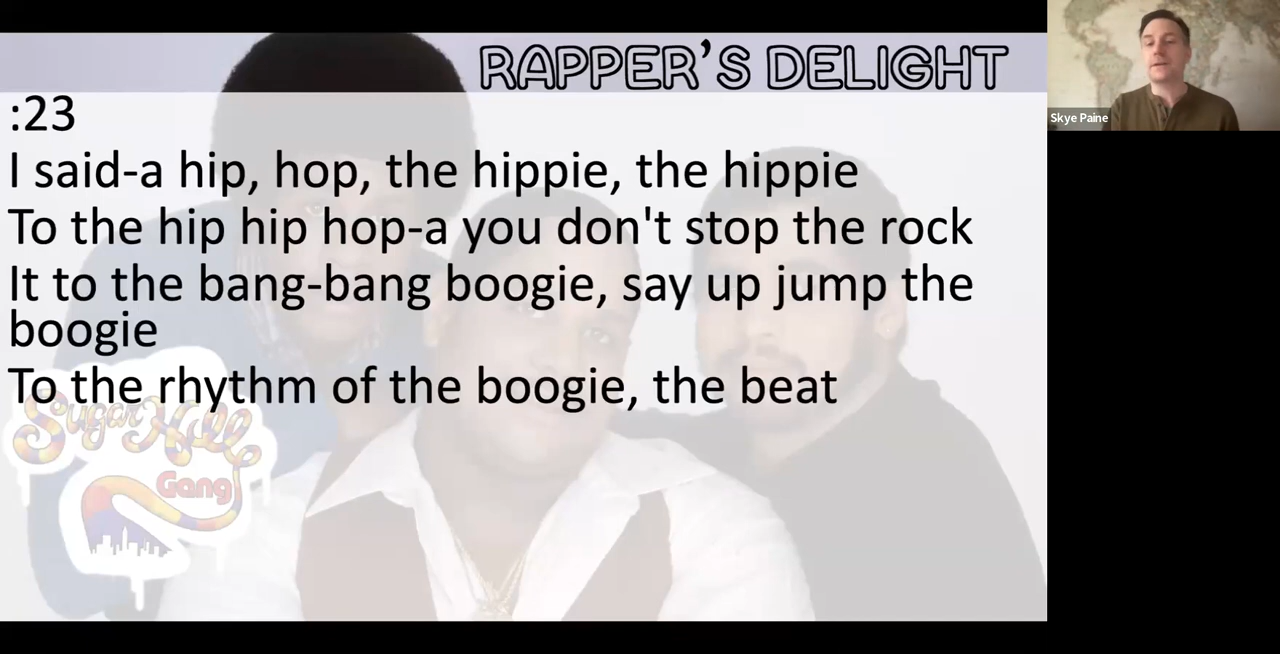 RAPPER'S DELIGHT
:23
I said-a hip, hop, the hippie, the hippie
To the hip hip hop-a you don't stop the rock
It to the bang-bang boogie, say up jump the
boogie
To the rhythm of the boogie, the beat
Sugar Hill
Gang
Skye Paine